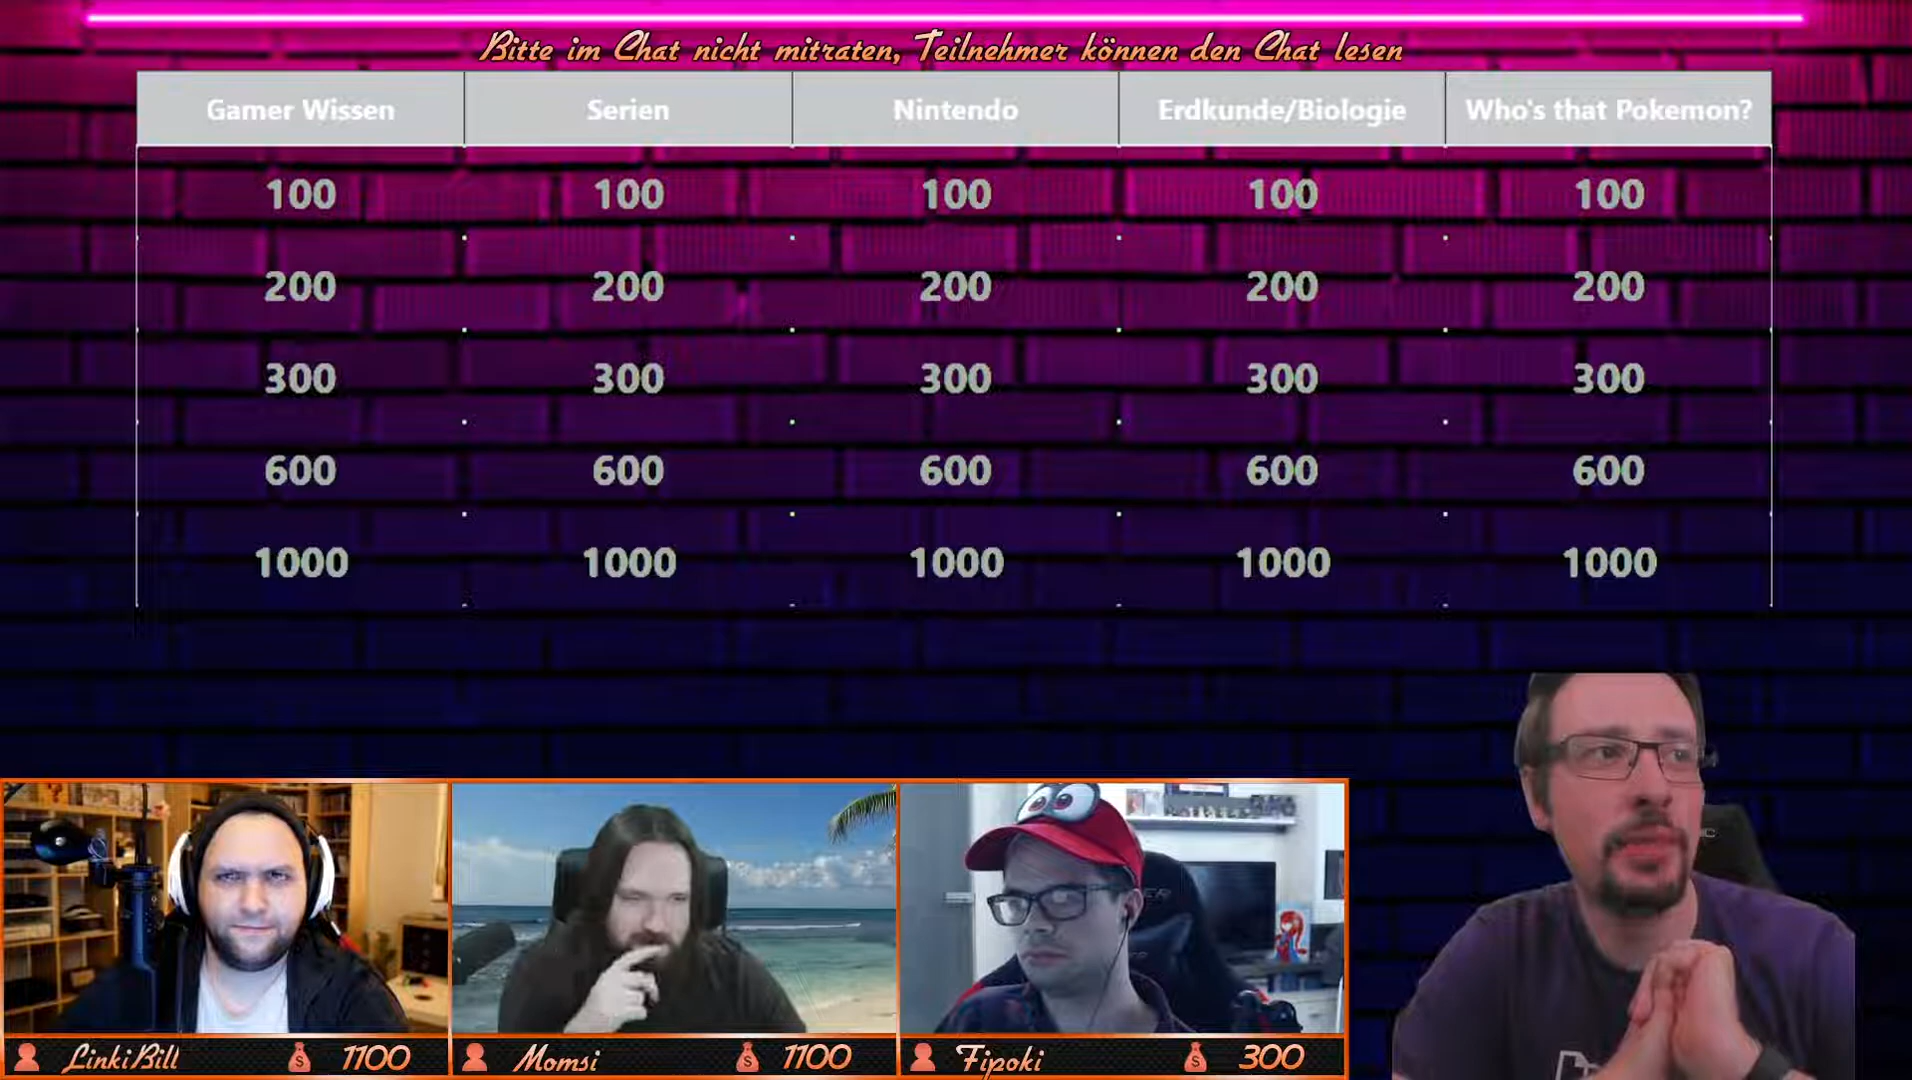 Bitte im Chat nicht mitraten, Teilnehmer können den Chat lesen
Gamer Wissen Serien Nintendo Erdkunde/Biologie Who's that Pokemon?
100 100 100 100 100
200 200 200 200 200
300 300 300 300 300
600 600 600 600 600
1000 1000 1000 1000 1000
LinkiBill $ 1100 Momsi $ 1100 Fipoki $ 300